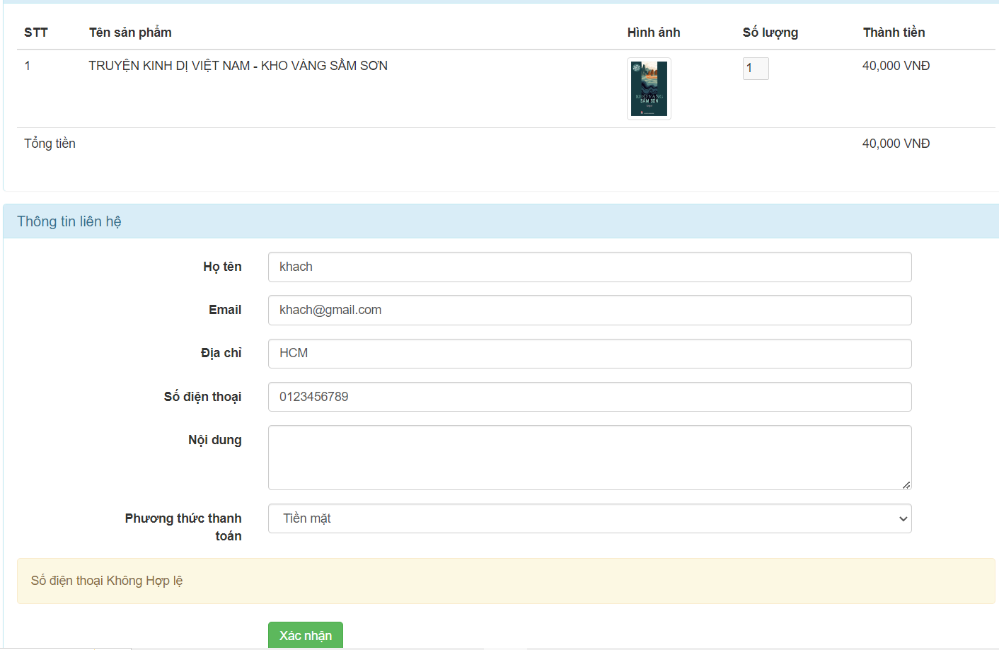 STT Tên sản phẩm Hình ảnh Số lượng Thành tiền
1 TRUYỆN KINH DỊ VIỆT NAM - KHO VÀNG SẦM SƠN 1 40,000 VNĐ
KHO VÀNG
SẦM SƠN
Tổng tiền 40,000 VNĐ
Thông tin liên hệ
Họ tên khach
Email khach@gmail.com
Địa chỉ HCM
Số điện thoại 0123456789
Nội dung
Phương thức thanh Tiền mặt
toán
Số điện thoại Không Hợp lệ
Xác nhận